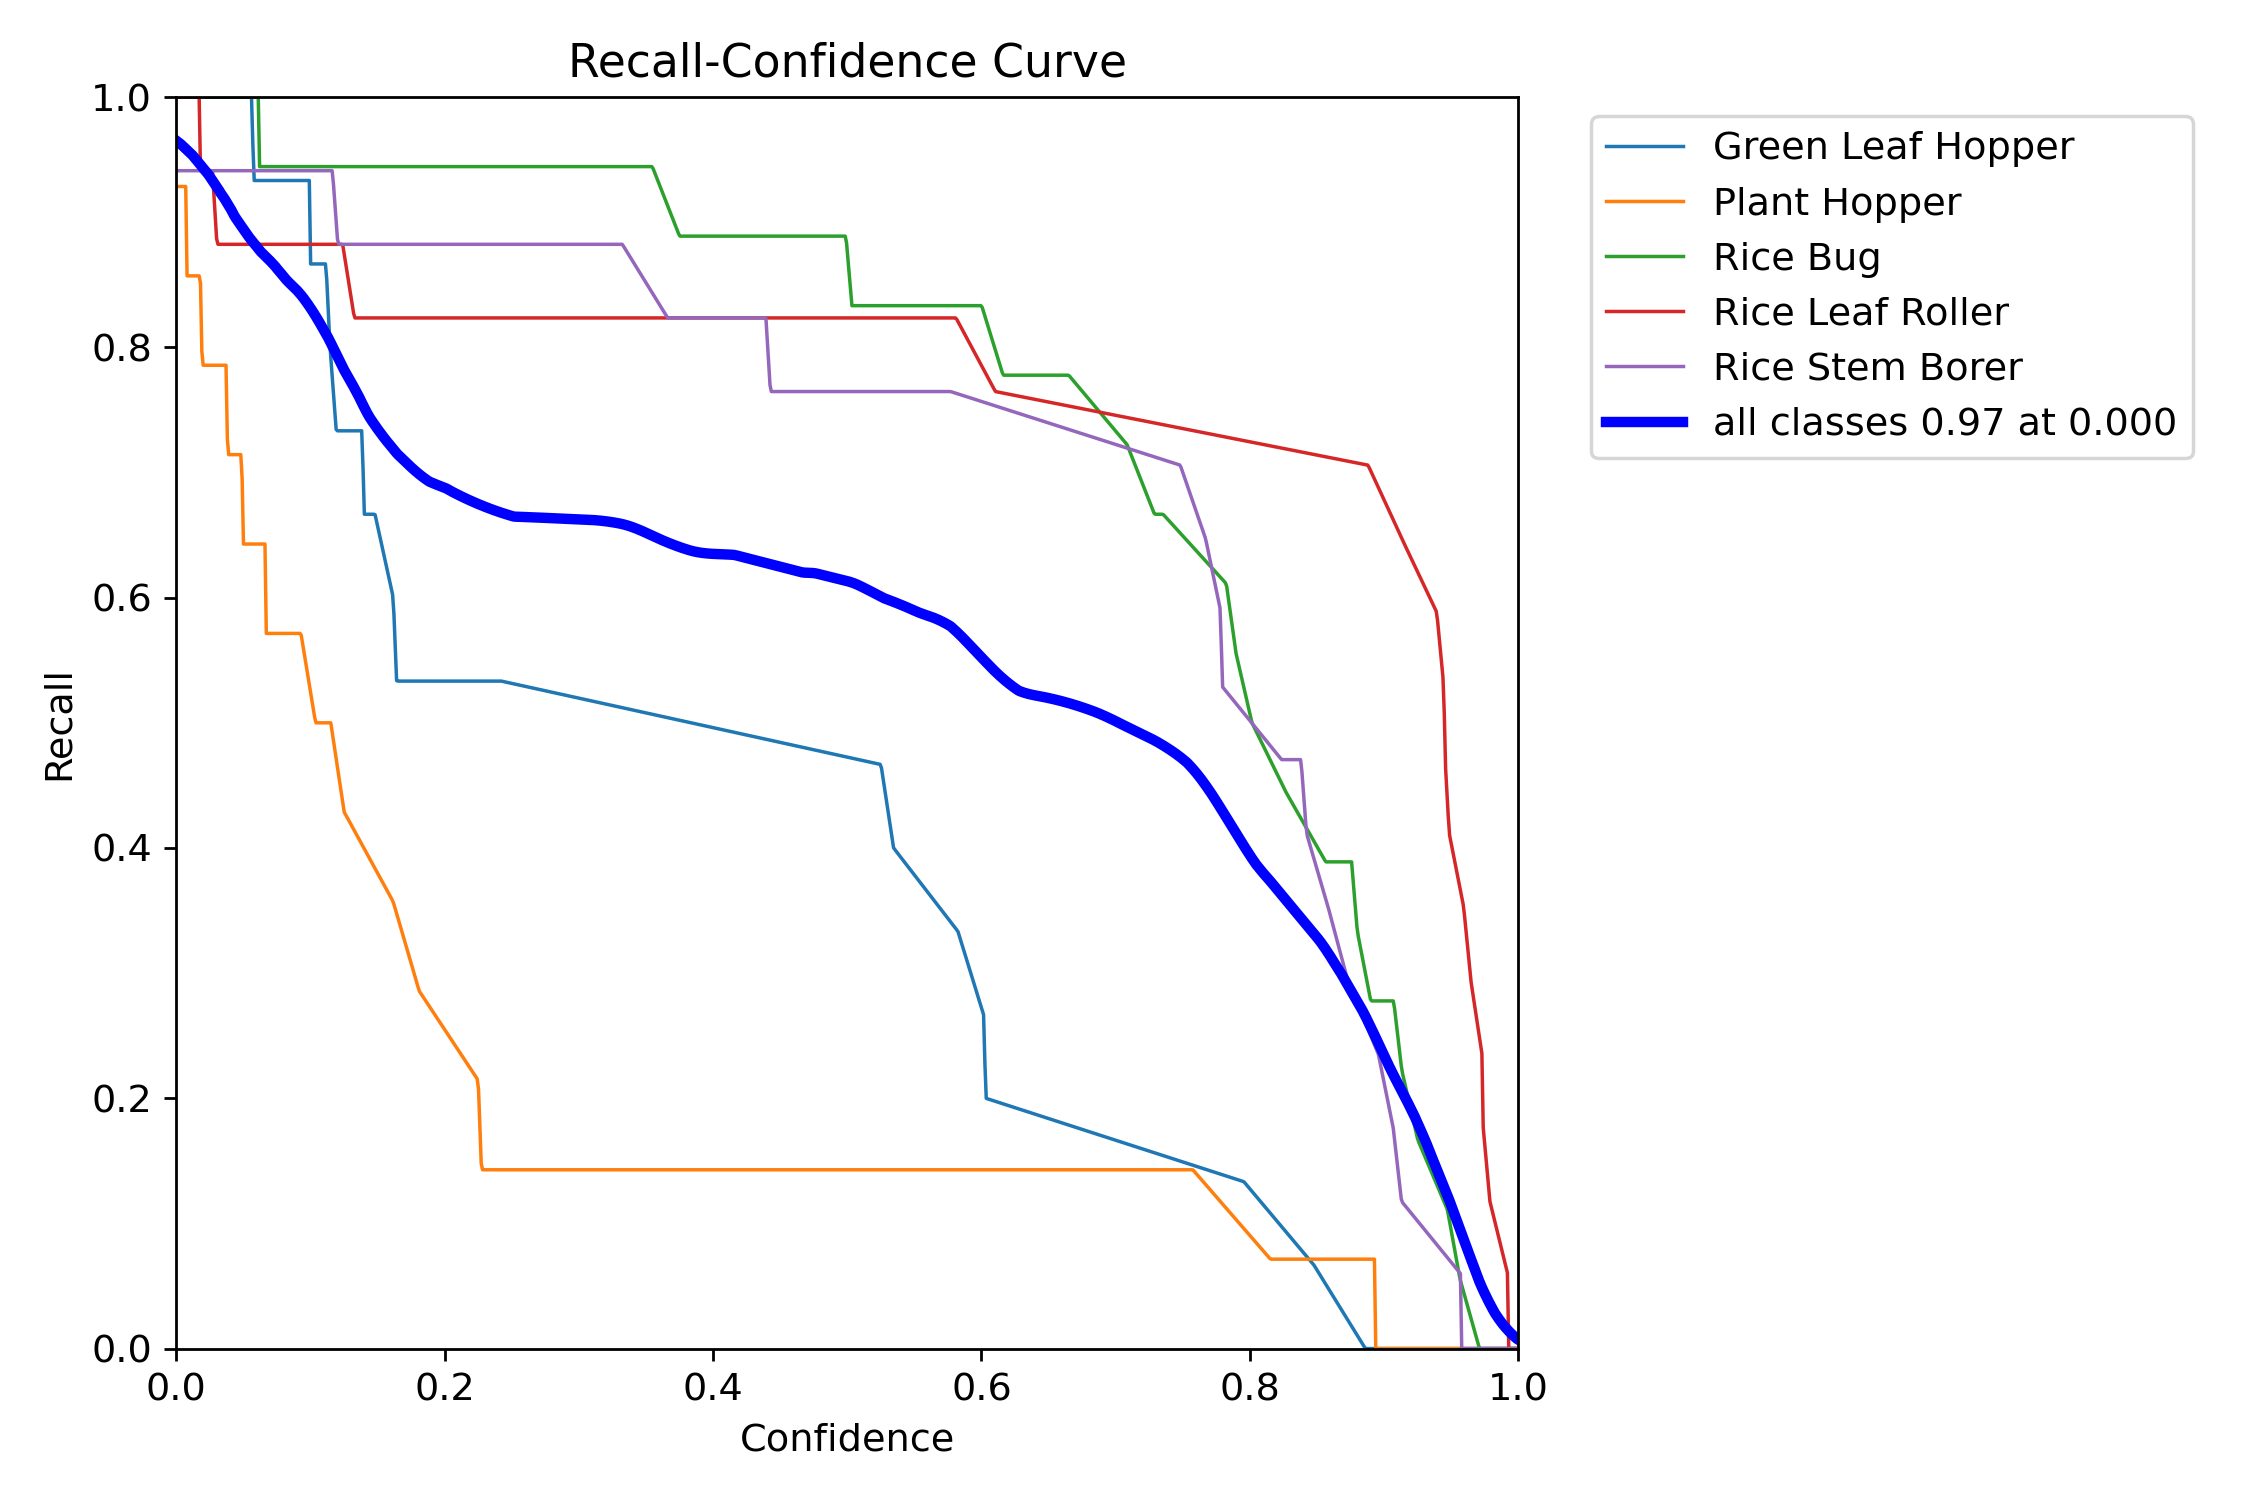 Recall-Confidence Curve
1.0
0.8
0.6
0.4
0.2
0.0
Recall
0.0 0.2 0.4 0.6 0.8 1.0
Confidence
Green Leaf Hopper
Plant Hopper
Rice Bug
Rice Leaf Roller
Rice Stem Borer
all classes 0.97 at 0.000